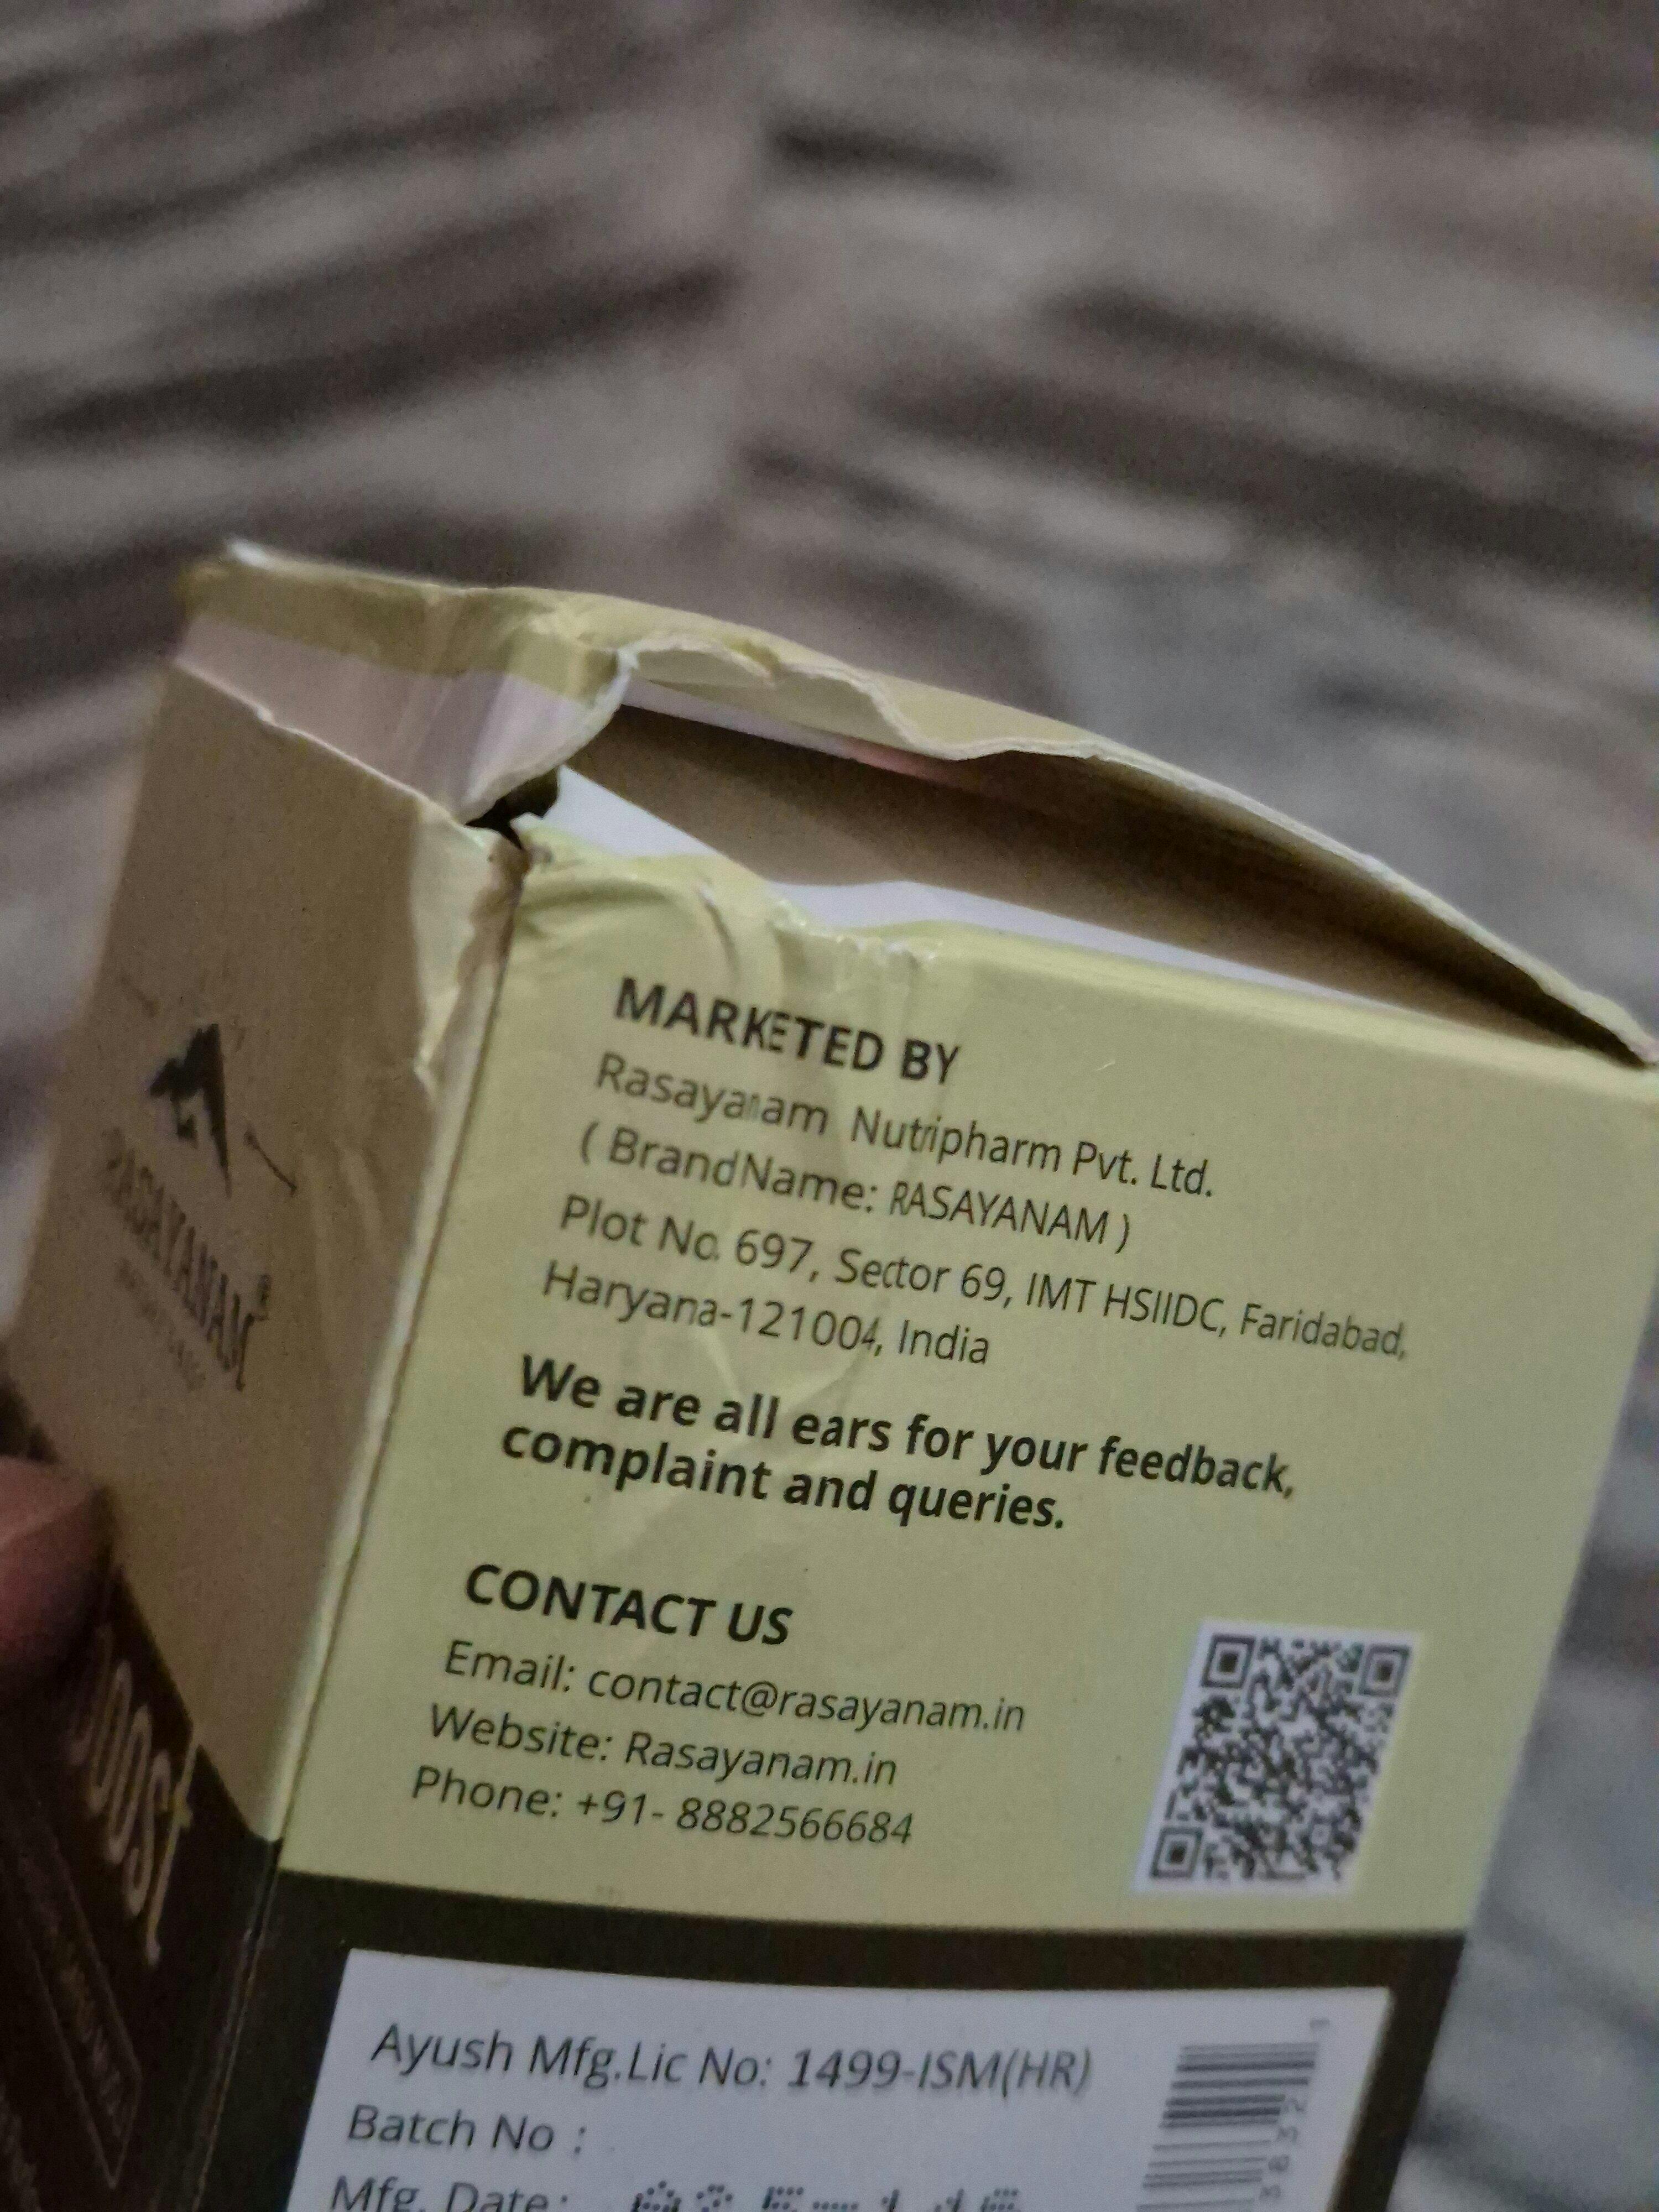 MARKETED BY
Rasayanam Nutripharm Pvt. Ltd.
( BrandName: RASAYANAM )
Plot No. 697, Sector 69, IMT HSIIDC, Faridabad,
Haryana-121004, India
We are all ears for your feedback,
complaint and queries.
CONTACT US
Email: contact@rasayanam.in
Website: Rasayanam.in
Phone: +91- 8882566684
Ayush Mfg.Lic No: 1499-ISM(HR)
Batch No :
Mfg. Date:
RASAYANAM